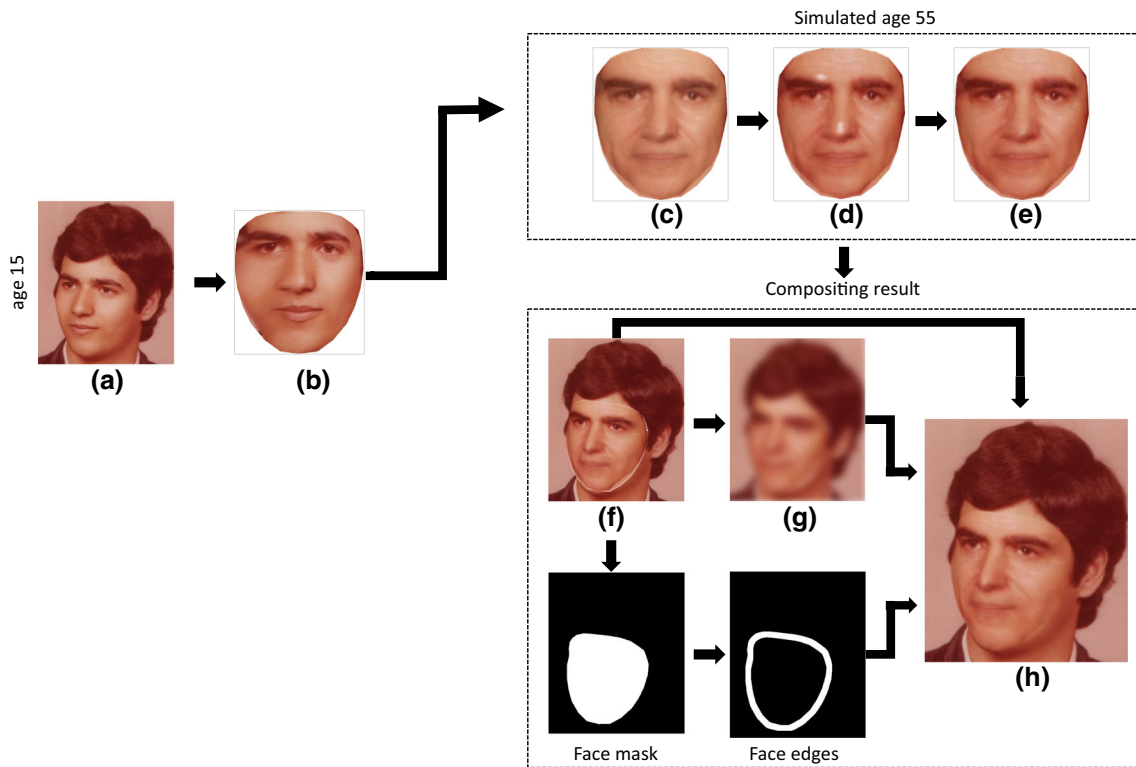 Simulated age 55
(c)
(d)
(e)
age 15
(a)
(b)
Compositing result
(f)
(g)
(h)
Face mask
Face edges